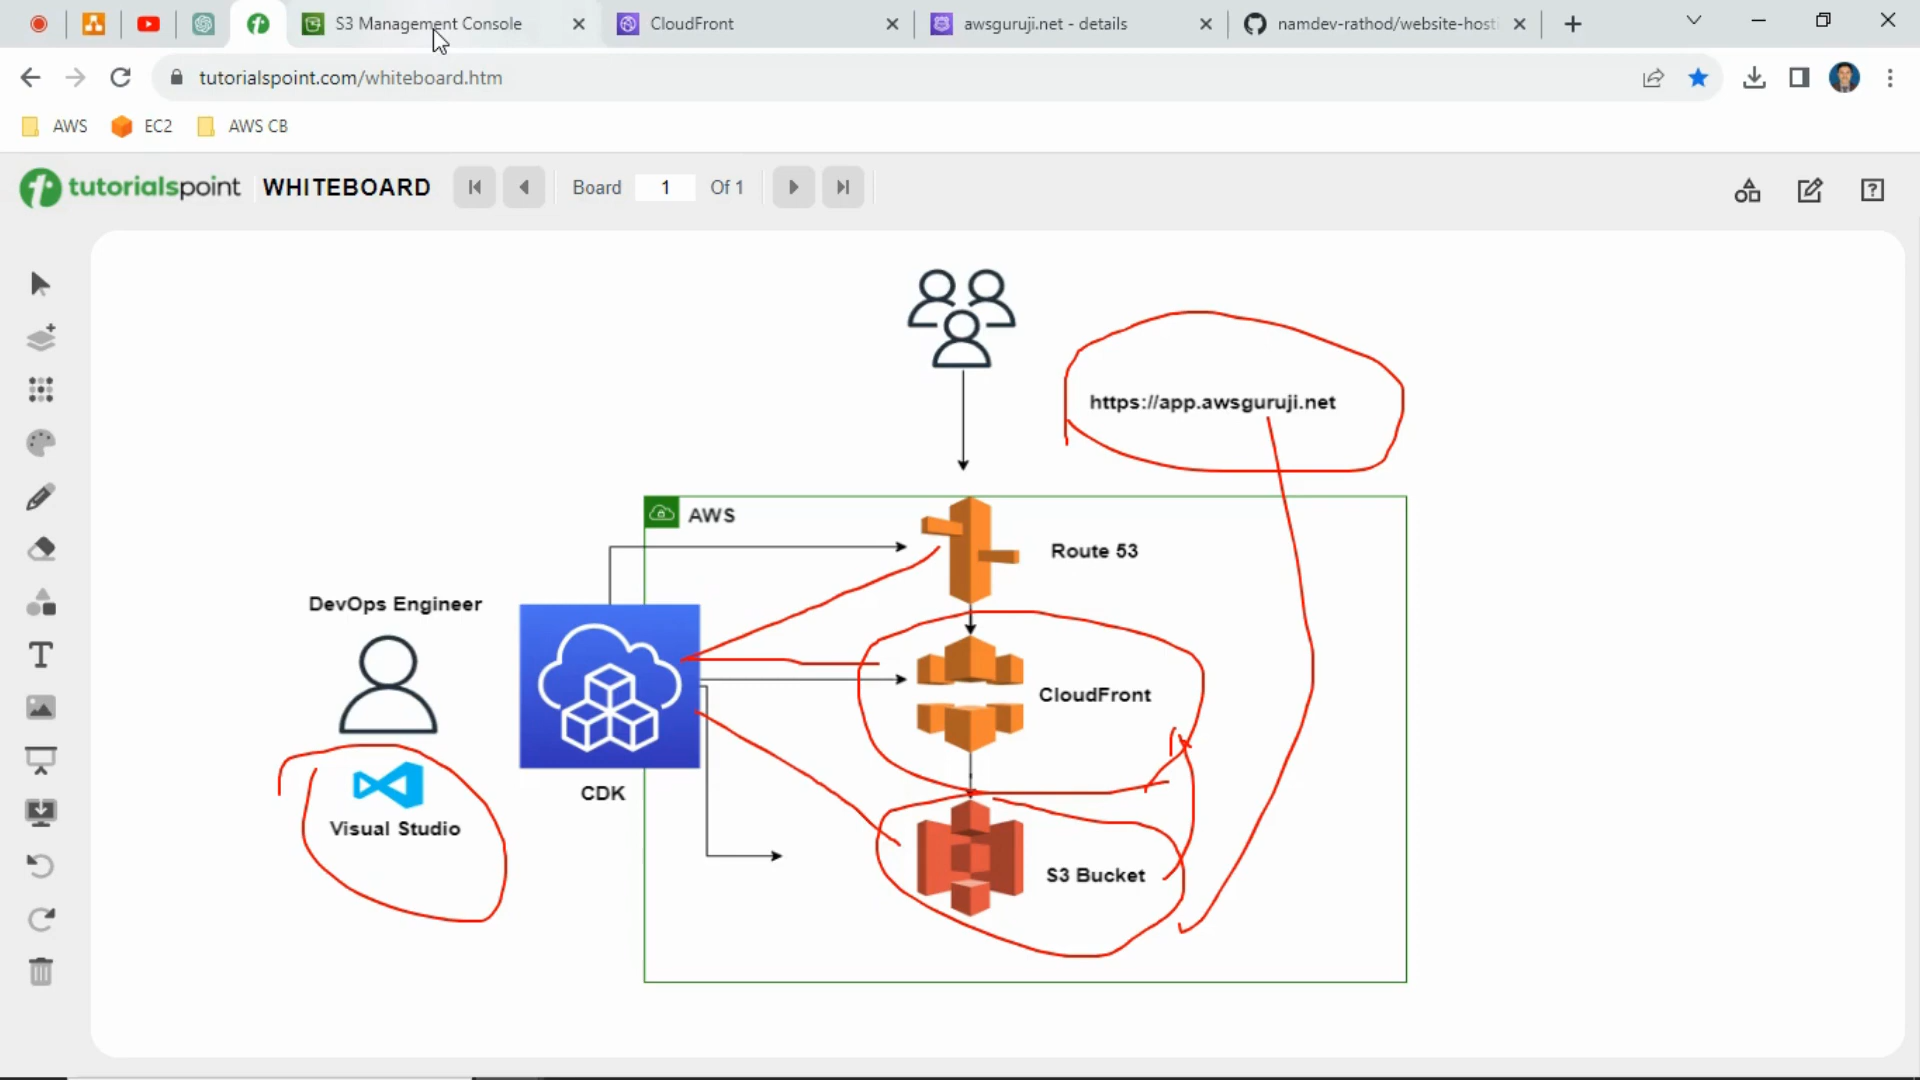 S3 Management Console
CloudFront
awsguruji.net - details
namdev-rathod/website-hosti
tutorialspoint.com/whiteboard.htm
AWS
EC2
AWS CB
tutorialspoint WHITEBOARD
Board 1 Of 1
https://app.awsguruji.net
AWS
Route 53
DevOps Engineer
CloudFront
CDK
Visual Studio
S3 Bucket